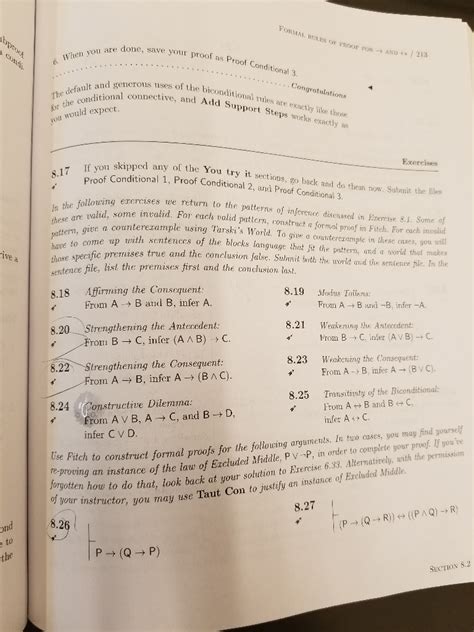 FORMAL RULES OF PROOF FOR → AND ↔ / 213
6. When you are done, save your proof as Proof Conditional 3.
Congratulations
The default and generous uses of the biconditional rules are exactly like those
for the conditional connective, and Add Support Steps works exactly as
you would expect.
Exercises
8.17 If you skipped any of the You try it sections, go back and do them now. Submit the files
Proof Conditional 1, Proof Conditional 2, and Proof Conditional 3.
In the following exercises we return to the patterns of inference discussed in Exercise 8.1. Some of
these are valid, some invalid. For each valid pattern, construct a formal proof in Fitch. For each invalid
pattern, give a counterexample using Tarski's World. To give a counterexample in these cases, you will
have to come up with sentences of the blocks language that fit the pattern, and a world that makes
those specific premises true and the conclusion false. Submit both the world and the sentence file. In the
sentence file, list the premises first and the conclusion last.
8.18 Affirming the Consequent:
From A → B and B, infer A.
8.19 Modus Tollens:
From A → B and ¬B, infer ¬A.
8.20 Strengthening the Antecedent:
From B → C, infer (A ∧ B) → C.
8.21 Weakening the Antecedent:
From B → C, infer (A ∨ B) → C.
8.22 Strengthening the Consequent:
From A → B, infer A → (B ∧ C).
8.23 Weakening the Consequent:
From A → B, infer A → (B ∨ C).
8.24 Constructive Dilemma:
From A ∨ B, A → C, and B → D,
infer C ∨ D.
8.25 Transitivity of the Biconditional:
From A ↔ B and B ↔ C,
infer A ↔ C.
Use Fitch to construct formal proofs for the following arguments. In two cases, you may find yourself
re-proving an instance of the law of Excluded Middle, P ∨ ¬P, in order to complete your proof. If you've
forgotten how to do that, look back at your solution to Exercise 6.33. Alternatively, with the permission
of your instructor, you may use Taut Con to justify an instance of Excluded Middle.
8.26
P → (Q → P)
8.27
(P → (Q → R)) ↔ ((P ∧ Q) → R)
SECTION 8.2